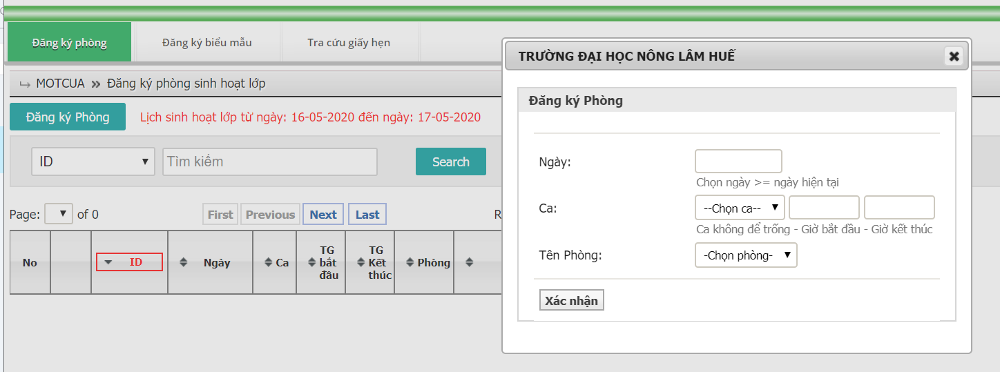 Đăng ký phòng
Đăng ký biểu mẫu
Tra cứu giấy hẹn
MOTCUA » Đăng ký phòng sinh hoạt lớp
Đăng ký Phòng
Lịch sinh hoạt lớp từ ngày: 16-05-2020 đến ngày: 17-05-2020
ID
Tìm kiếm
Search
Page:
of 0
First
Previous
Next
Last
R
No
ID
Ngày
Ca
TG
bắt
đầu
TG
Kết
thúc
Phòng
TRƯỜNG ĐẠI HỌC NÔNG LÂM HUẾ
Đăng ký Phòng
Ngày:
Chọn ngày >= ngày hiện tại
Ca:
--Chọn ca--
Ca không để trống - Giờ bắt đầu - Giờ kết thúc
Tên Phòng:
-Chọn phòng-
Xác nhận